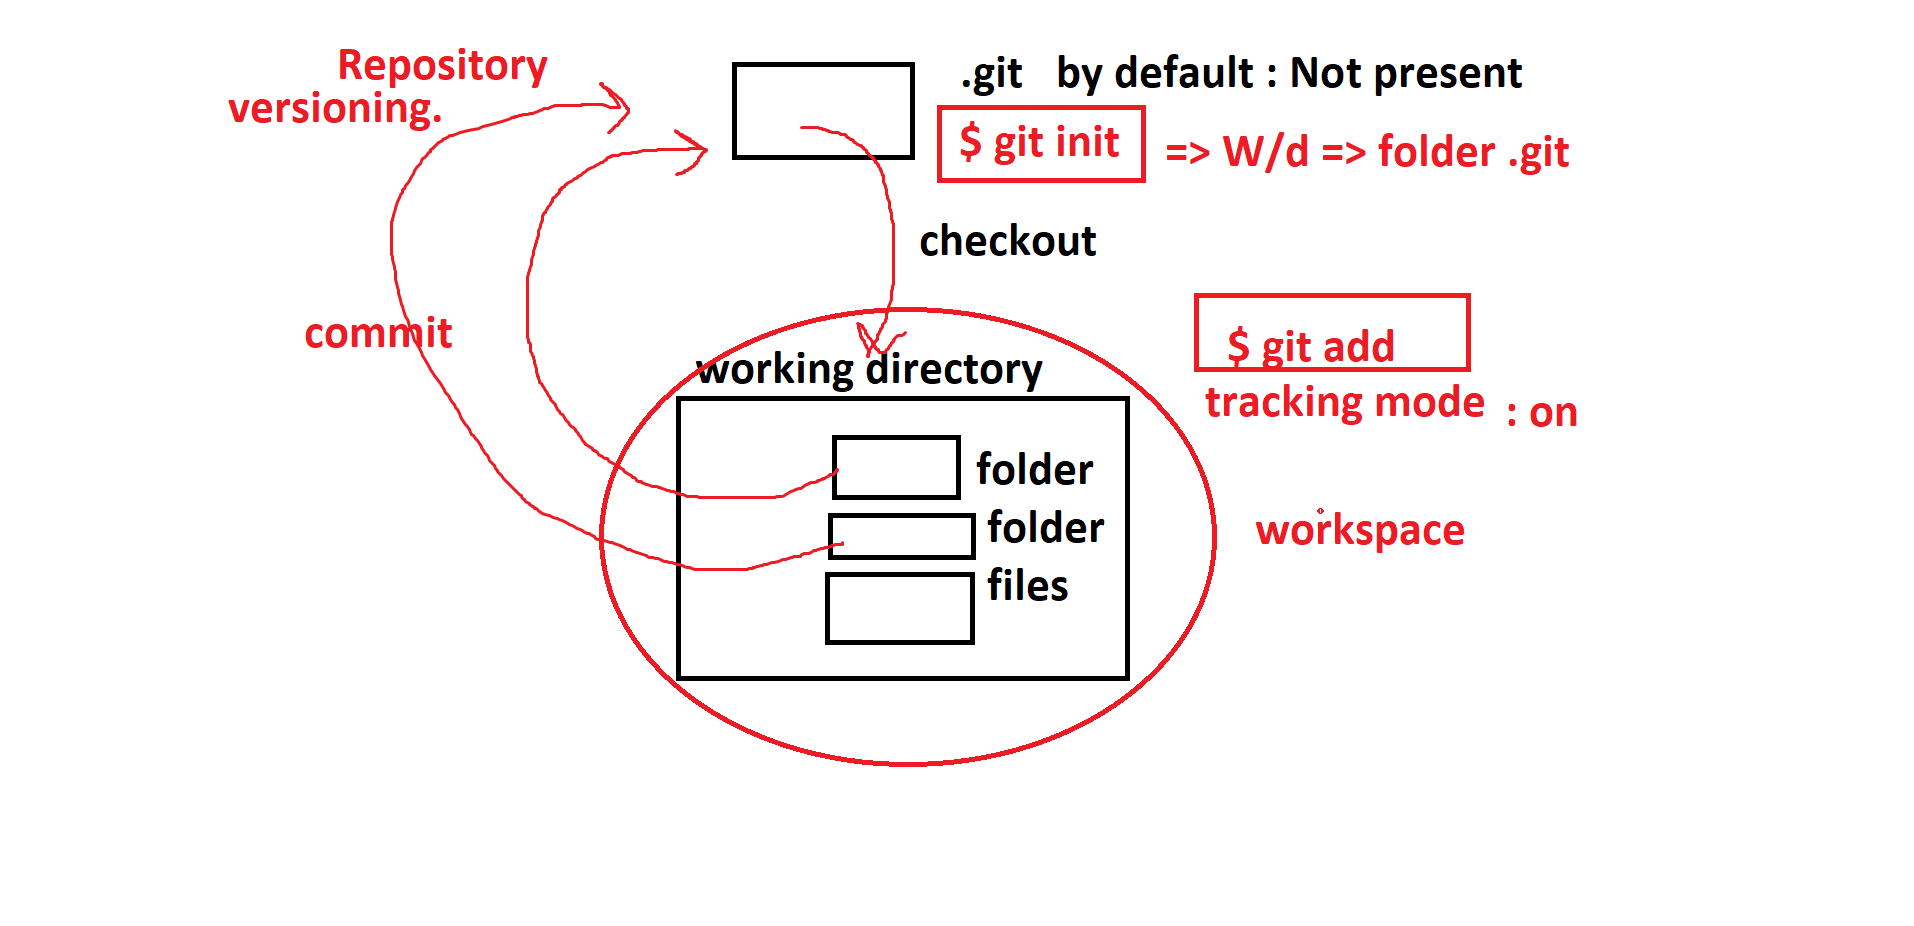 Repository
versioning.
.git by default : Not present
$ git init
=> W/d => folder .git
checkout
commit
$ git add
tracking mode : on
working directory
folder
folder
files
workspace